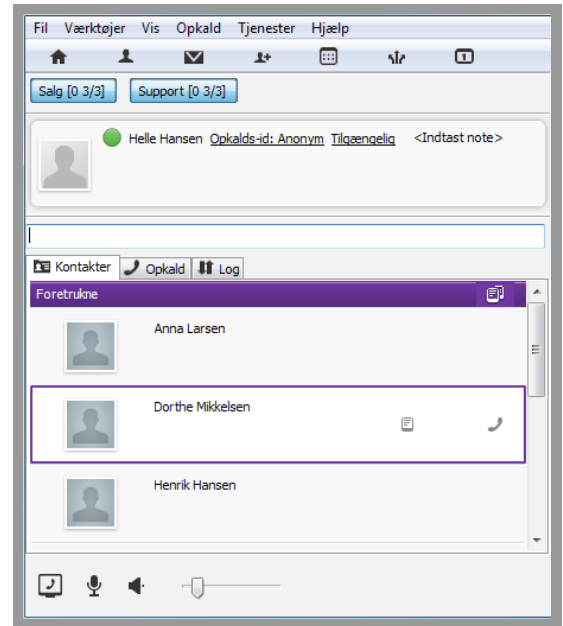 Fil Værktøjer Vis Opkald Tjenester Hjælp
Salg [0 3/3] Support [0 3/3]
Helle Hansen Opkalds-id: Anonym Tilgængelig <Indtast note>
Kontakter Opkald Log
Foretrukne
Anna Larsen
Dorthe Mikkelsen
Henrik Hansen